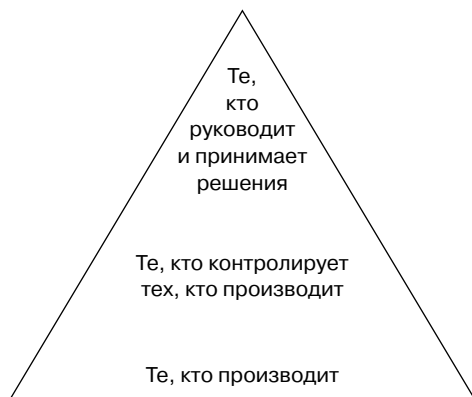 Те,
кто
руководит
и принимает
решения
Те, кто контролирует
тех, кто производит
Те, кто производит